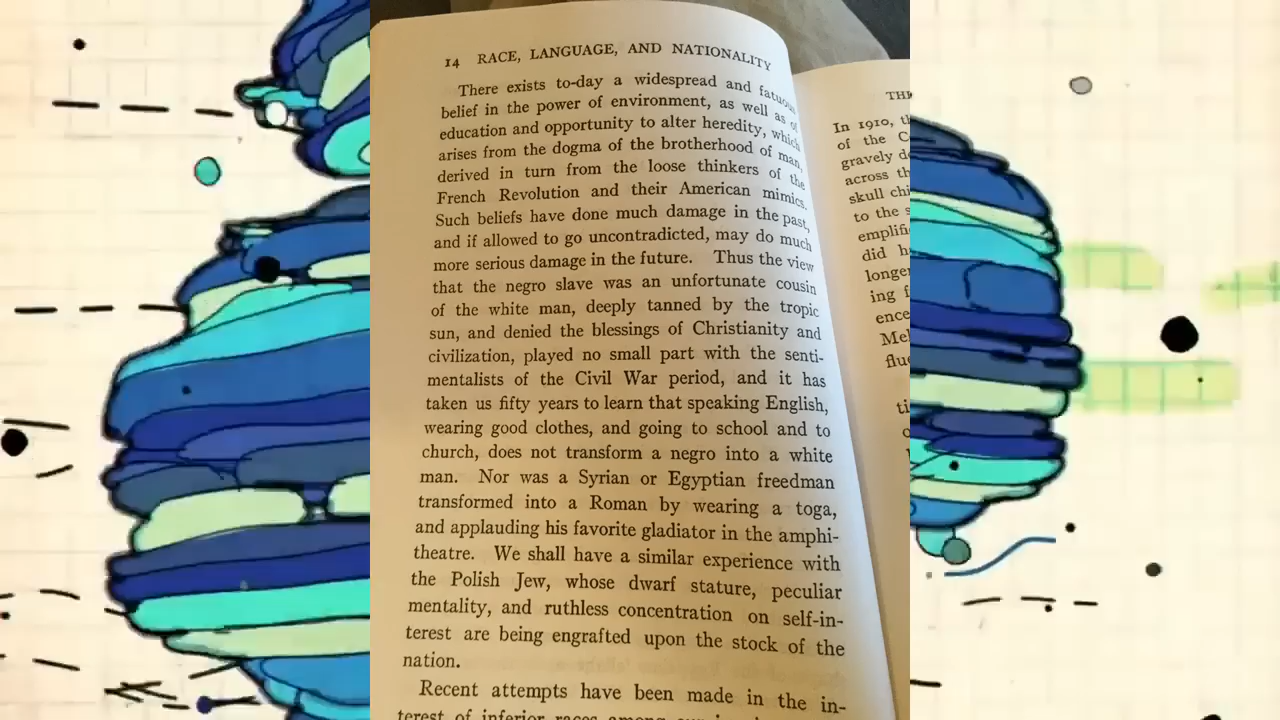 14 RACE, LANGUAGE, AND NATIONALITY
There exists to-day a widespread and fatuous
belief in the power of environment, as well as of
education and opportunity to alter heredity, which
arises from the dogma of the brotherhood of man,
derived in turn from the loose thinkers of the
French Revolution and their American mimics.
Such beliefs have done much damage in the past,
and if allowed to go uncontradicted, may do much
more serious damage in the future. Thus the view
that the negro slave was an unfortunate cousin
of the white man, deeply tanned by the tropic
sun, and denied the blessings of Christianity and
civilization, played no small part with the senti-
mentalists of the Civil War period, and it has
taken us fifty years to learn that speaking English,
wearing good clothes, and going to school and to
church, does not transform a negro into a white
man. Nor was a Syrian or Egyptian freedman
transformed into a Roman by wearing a toga,
and applauding his favorite gladiator in the amphi-
theatre. We shall have a similar experience with
the Polish Jew, whose dwarf stature, peculiar
mentality, and ruthless concentration on self-in-
terest are being engrafted upon the stock of the
nation.
Recent attempts have been made in the in-
terest of inferior races among
In 1910,
of the
gravely
across
skull
to the
did
longer